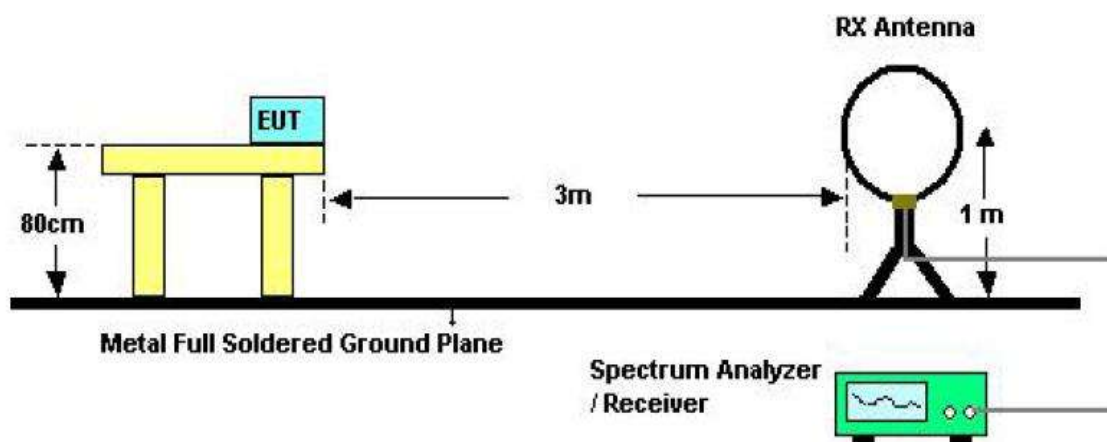 RX Antenna
EUT
80cm
3m
1 m
Metal Full Soldered Ground Plane
Spectrum Analyzer
/ Receiver